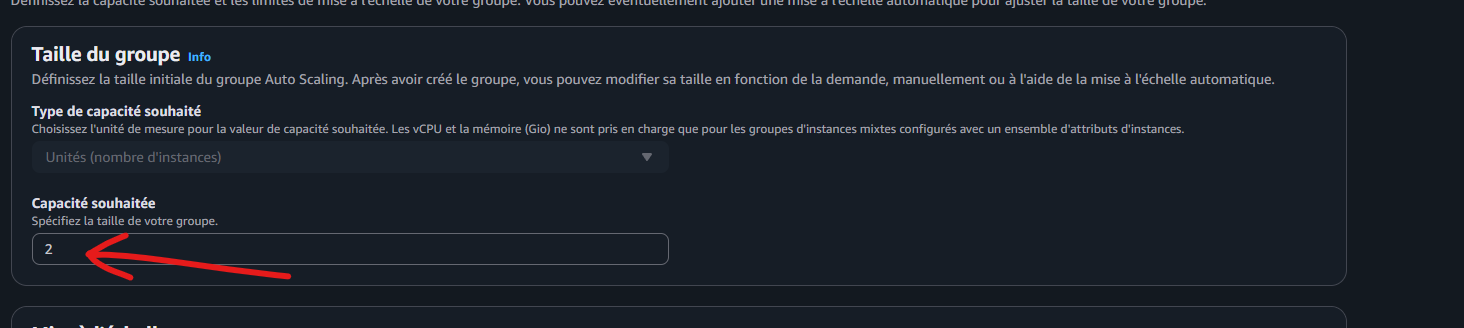 Définissez la capacité souhaitée et les limites de mise à l'échelle de votre groupe. Vous pouvez éventuellement ajouter une mise à l'échelle automatique pour ajuster la taille de votre groupe.
Taille du groupe Info
Définissez la taille initiale du groupe Auto Scaling. Après avoir créé le groupe, vous pouvez modifier sa taille en fonction de la demande, manuellement ou à l'aide de la mise à l'échelle automatique.
Type de capacité souhaité
Choisissez l'unité de mesure pour la valeur de capacité souhaitée. Les vCPU et la mémoire (Gio) ne sont pris en charge que pour les groupes d'instances mixtes configurés avec un ensemble d'attributs d'instances.
Unités (nombre d'instances)
Capacité souhaitée
Spécifiez la taille de votre groupe.
2